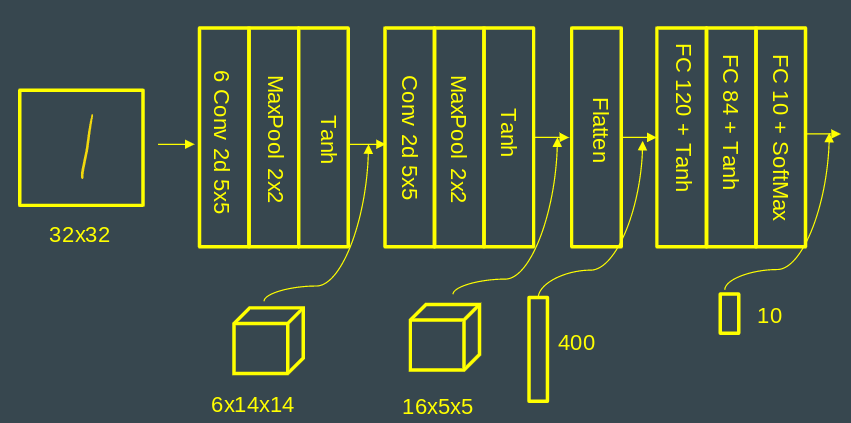 32x32
6 Conv 2d 5x5
MaxPool 2x2
Tanh
Conv 2d 5x5
MaxPool 2x2
Tanh
Flatten
FC 120 + Tanh
FC 84 + Tanh
FC 10 + SoftMax
6x14x14
16x5x5
400
10